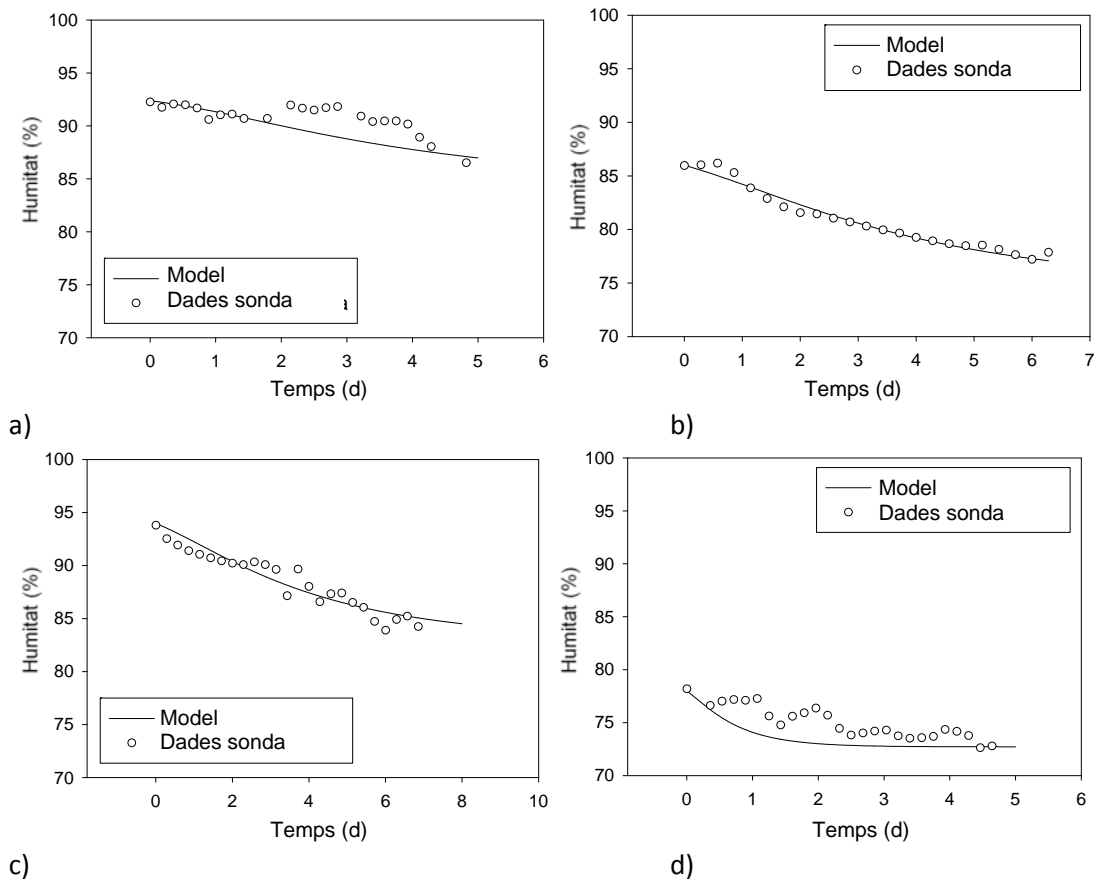 100
95
90
85
80
75
70
Humitat (%)
Model
Dades sonda
0 1 2 3 4 5 6
Temps (d)
a)
100
95
90
85
80
75
70
Humitat (%)
Model
Dades sonda
0 1 2 3 4 5 6 7
Temps (d)
b)
100
95
90
85
80
75
70
Humitat (%)
Model
Dades sonda
0 2 4 6 8 10
Temps (d)
c)
100
95
90
85
80
75
70
Humitat (%)
Model
Dades sonda
0 1 2 3 4 5 6
Temps (d)
d)